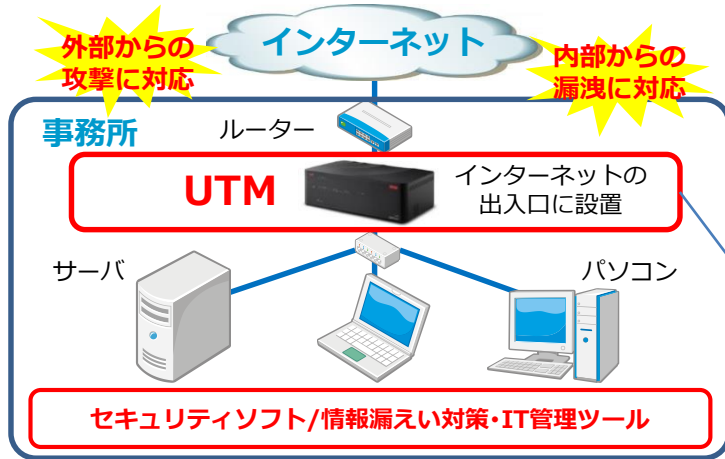 外部からの
攻撃に対応
インターネット
内部からの
漏洩に対応
事務所
ルーター
UTM
インターネットの
出入口に設置
サーバ
パソコン
セキュリティソフト/情報漏えい対策・IT管理ツール